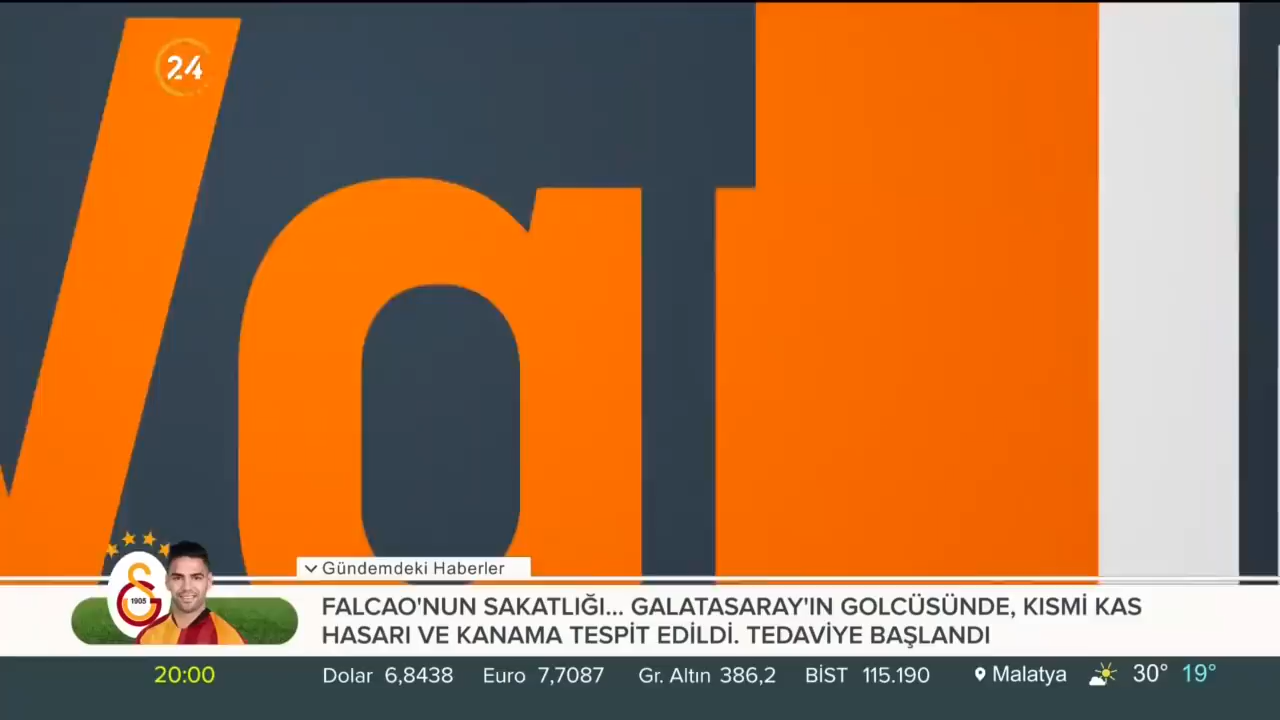 24
Va
1905
Gündemdeki Haberler
FALCAO'NUN SAKATLIĞI... GALATASARAY'IN GOLCÜSÜNDE, KISMİ KAS
HASARI VE KANAMA TESPİT EDİLDİ. TEDAVİYE BAŞLANDI
20:00 Dolar 6,8438 Euro 7,7087 Gr. Altın 386,2 BİST 115.190 Malatya 30° 19°